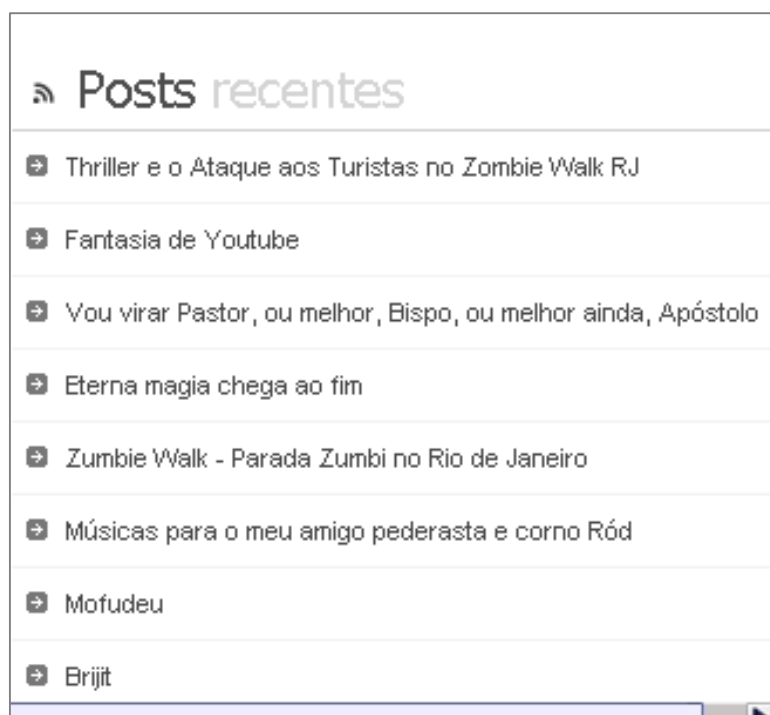 Posts recentes
Thriller e o Ataque aos Turistas no Zombie Walk RJ
Fantasia de Youtube
Vou virar Pastor, ou melhor, Bispo, ou melhor ainda, Apóstolo
Eterna magia chega ao fim
Zumbie Walk - Parada Zumbi no Rio de Janeiro
Músicas para o meu amigo pederasta e corno Ród
Mofudeu
Brijit